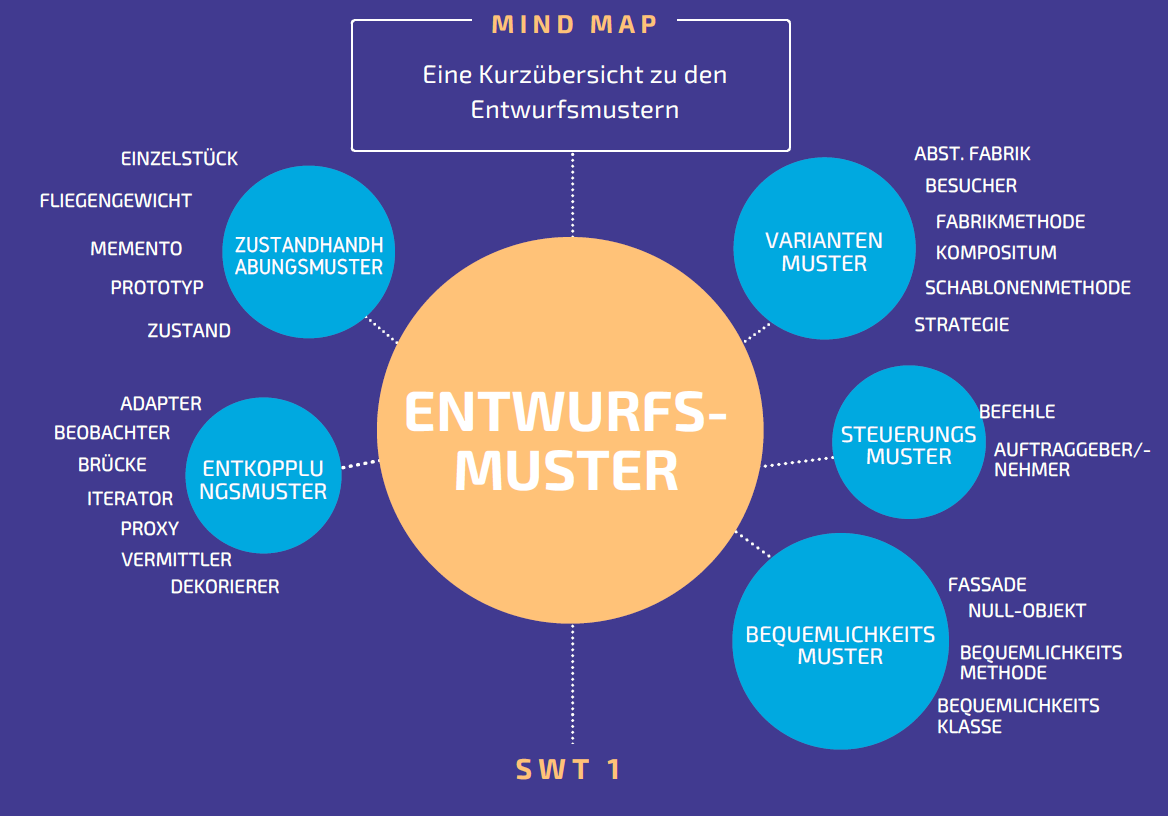 MIND MAP
Eine Kurzübersicht zu den
Entwurfsmustern
EINZELSTÜCK
FLIEGENGEWICHT
MEMENTO
PROTOTYP
ZUSTAND
ZUSTANDHANDH
ABUNGSMUSTER
ABST. FABRIK
BESUCHER
FABRIKMETHODE
KOMPOSITUM
SCHABLONENMETHODE
STRATEGIE
VARIANTEN
MUSTER
ENTWURFS-
MUSTER
ADAPTER
BEOBACHTER
BRÜCKE
ITERATOR
PROXY
VERMITTLER
DEKORIERER
ENTKOPPLU
NGSMUSTER
STEUERUNGS
MUSTER
BEFEHLE
AUFTRAGGEBER/-
NEHMER
BEQUEMLICHKEITS
MUSTER
FASSADE
NULL-OBJEKT
BEQUEMLICHKEITS
METHODE
BEQUEMLICHKEITS
KLASSE
SWT 1